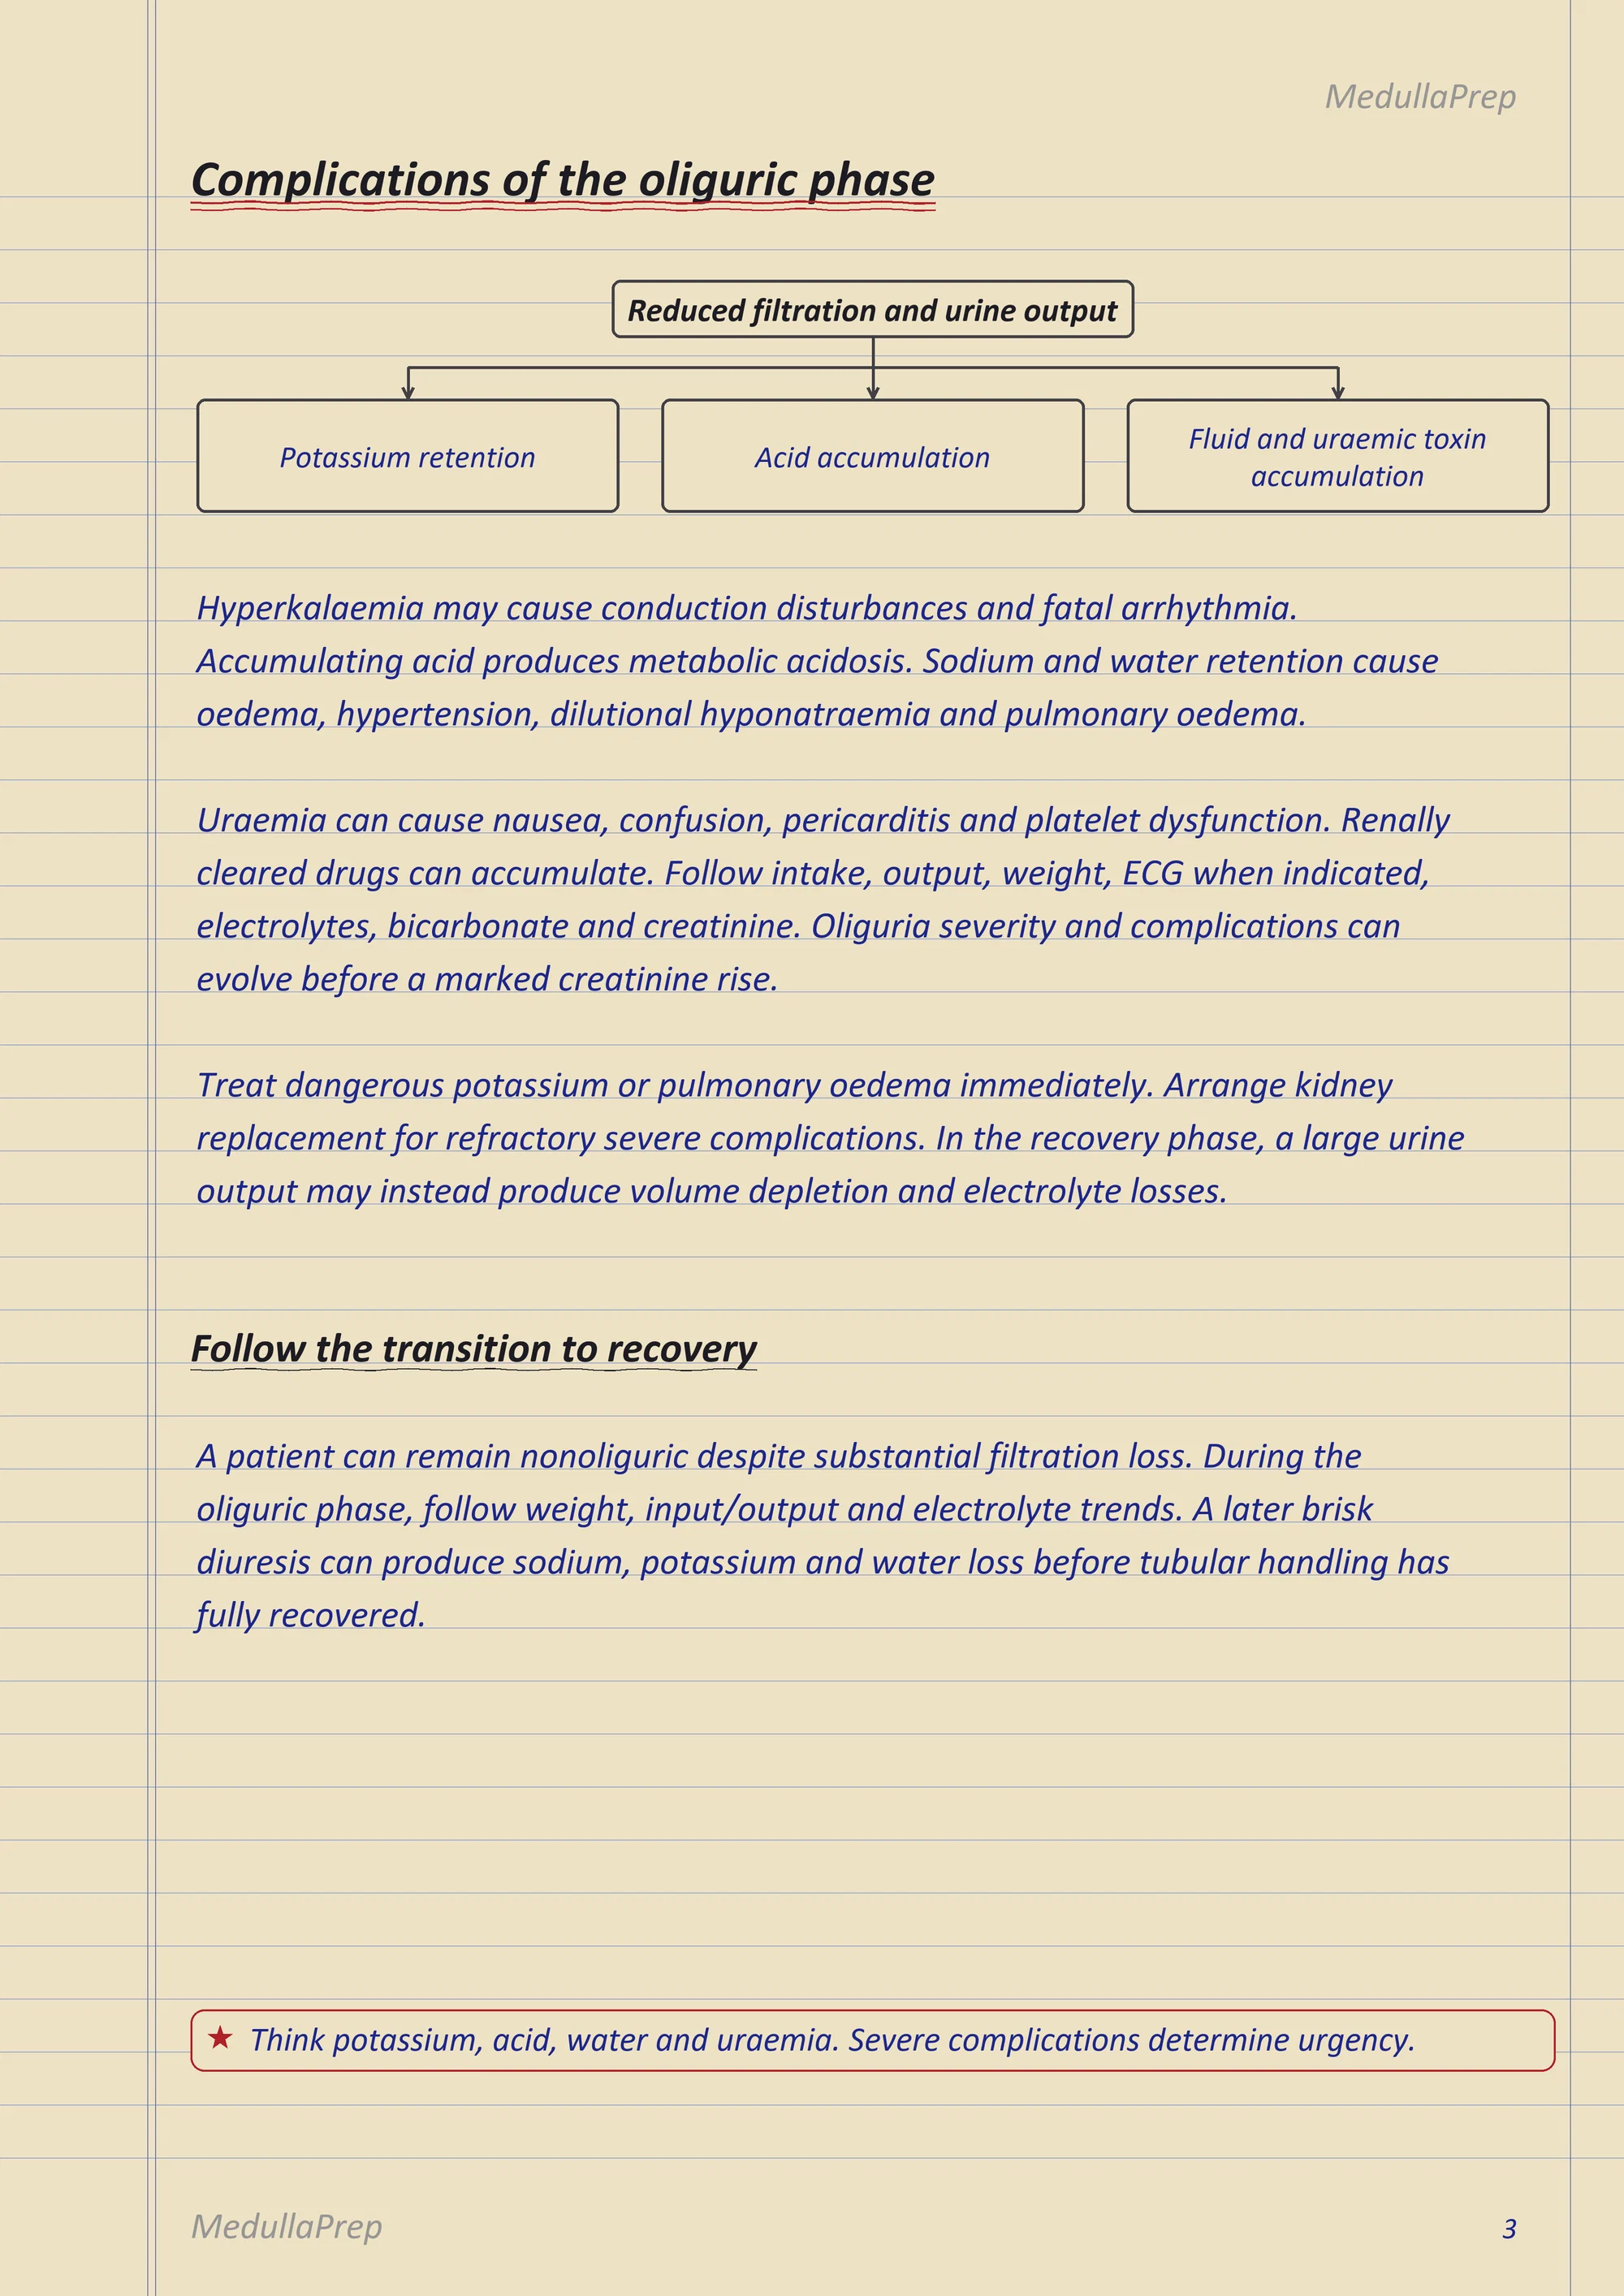 MedullaPrep
Complications of the oliguric phase
Reduced filtration and urine output
Potassium retention
Acid accumulation
Fluid and uraemic toxin
accumulation
Hyperkalaemia may cause conduction disturbances and fatal arrhythmia.
Accumulating acid produces metabolic acidosis. Sodium and water retention cause
oedema, hypertension, dilutional hyponatraemia and pulmonary oedema.
Uraemia can cause nausea, confusion, pericarditis and platelet dysfunction. Renally
cleared drugs can accumulate. Follow intake, output, weight, ECG when indicated,
electrolytes, bicarbonate and creatinine. Oliguria severity and complications can
evolve before a marked creatinine rise.
Treat dangerous potassium or pulmonary oedema immediately. Arrange kidney
replacement for refractory severe complications. In the recovery phase, a large urine
output may instead produce volume depletion and electrolyte losses.
Follow the transition to recovery
A patient can remain nonoliguric despite substantial filtration loss. During the
oliguric phase, follow weight, input/output and electrolyte trends. A later brisk
diuresis can produce sodium, potassium and water loss before tubular handling has
fully recovered.
★ Think potassium, acid, water and uraemia. Severe complications determine urgency.
MedullaPrep
3